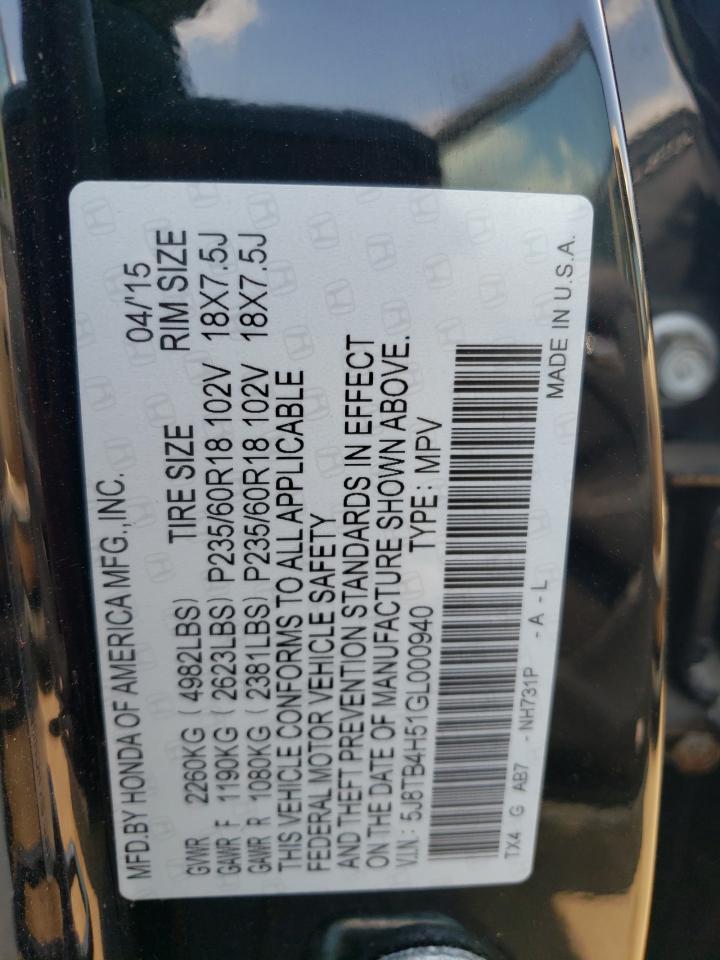 MFD.BY HONDA OF AMERICA MFG.,INC. 04/'15
GVWR 2260KG (4982LBS) TIRE SIZE RIM SIZE
GAWR F 1190KG (2623LBS) P235/60R18 102V 18X7.5J
GAWR R 1080KG (2381LBS) P235/60R18 102V 18X7.5J
THIS VEHICLE CONFORMS TO ALL APPLICABLE
FEDERAL MOTOR VEHICLE SAFETY
AND THEFT PREVENTION STANDARDS IN EFFECT
ON THE DATE OF MANUFACTURE SHOWN ABOVE.
V.I.N.: 5J8TB4H51GL000940 TYPE: MPV
TX4 G AB7 - NH731P - A - L
MADE IN U.S.A.